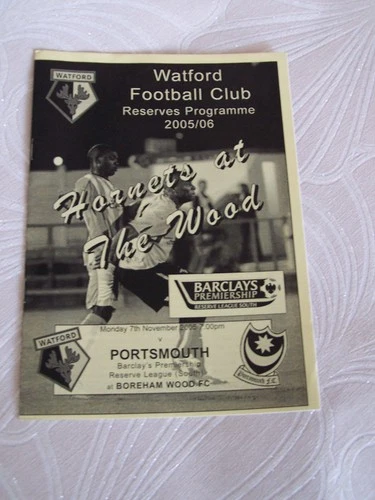 WATFORD
Watford
Football Club
Reserves Programme
2005/06
Hornets at
The Wood
BARCLAYS
PREMIERSHIP
RESERVE LEAGUE SOUTH
Monday 7th November 2005 7.00pm
v
WATFORD
PORTSMOUTH
Barclay's Premiership
Reserve League (South)
at BOREHAM WOOD FC
Portsmouth F.C.